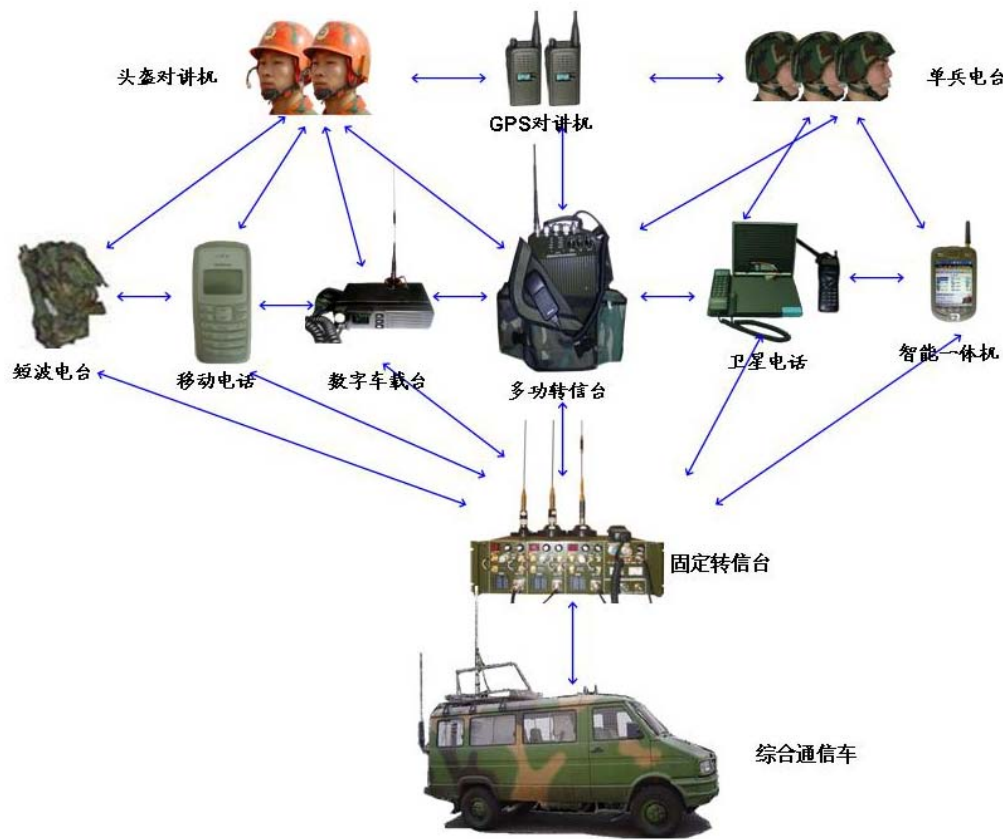 头盔对讲机
GPS对讲机
单兵电台
短波电台
移动电话
数字车载台
多功转信台
卫星电话
智能一体机
固定转信台
综合通信车